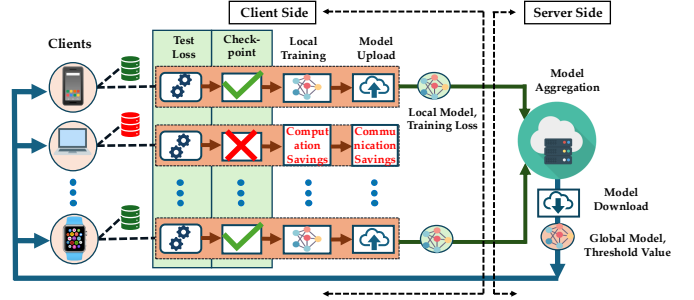 Client Side
Server Side
Clients
Test
Loss
Check-
point
Local
Training
Model
Upload
Local Model,
Training Loss
Model
Aggregation
Comput
ation
Savings
Commu
nication
Savings
Model
Download
Global Model,
Threshold Value